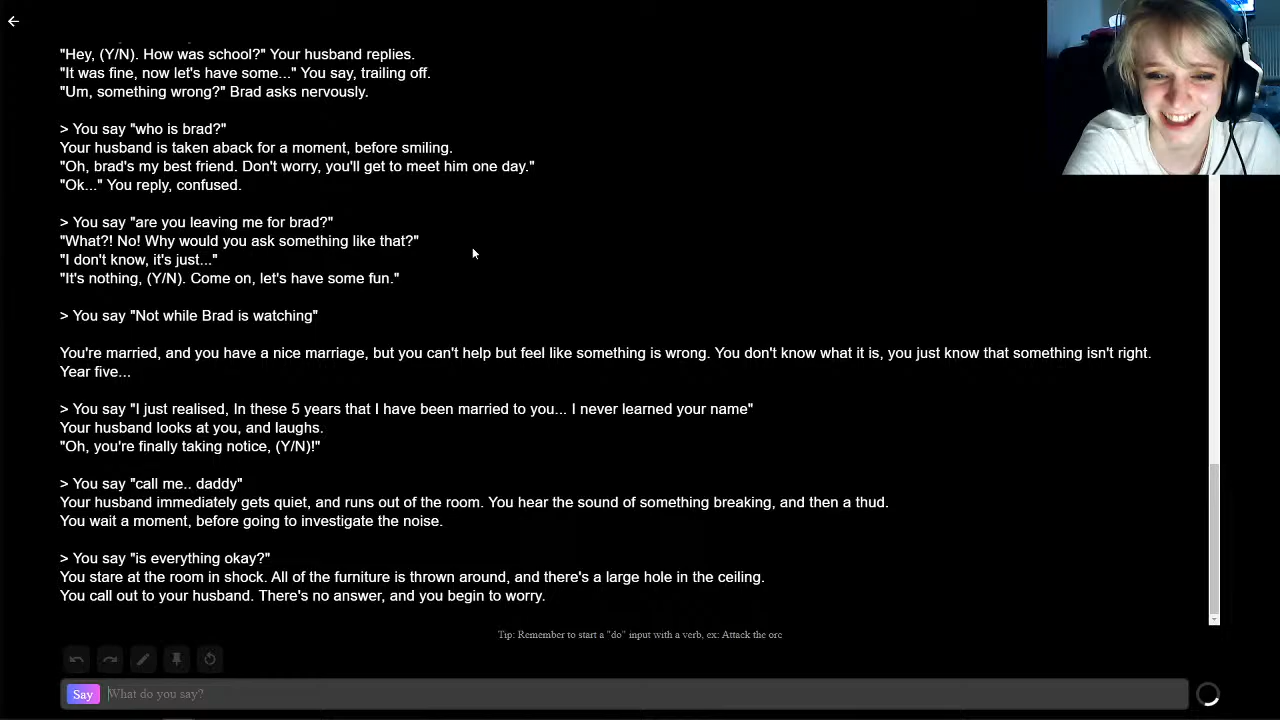 "Hey, (Y/N). How was school?" Your husband replies.
"It was fine, now let's have some..." You say, trailing off.
"Um, something wrong?" Brad asks nervously.
> You say "who is brad?"
Your husband is taken aback for a moment, before smiling.
"Oh, brad's my best friend. Don't worry, you'll get to meet him one day."
"Ok..." You reply, confused.
> You say "are you leaving me for brad?"
"What?! No! Why would you ask something like that?"
"I don't know, it's just..."
"It's nothing, (Y/N). Come on, let's have some fun."
> You say "Not while Brad is watching"
You're married, and you have a nice marriage, but you can't help but feel like something is wrong. You don't know what it is, you just know that something isn't right.
Year five...
> You say "I just realised, In these 5 years that I have been married to you... I never learned your name"
Your husband looks at you, and laughs.
"Oh, you're finally taking notice, (Y/N)!"
> You say "call me.. daddy"
Your husband immediately gets quiet, and runs out of the room. You hear the sound of something breaking, and then a thud.
You wait a moment, before going to investigate the noise.
> You say "is everything okay?"
You stare at the room in shock. All of the furniture is thrown around, and there's a large hole in the ceiling.
You call out to your husband. There's no answer, and you begin to worry.
Tip: Remember to start a "do" input with a verb, ex: Attack the orc
Say What do you say?